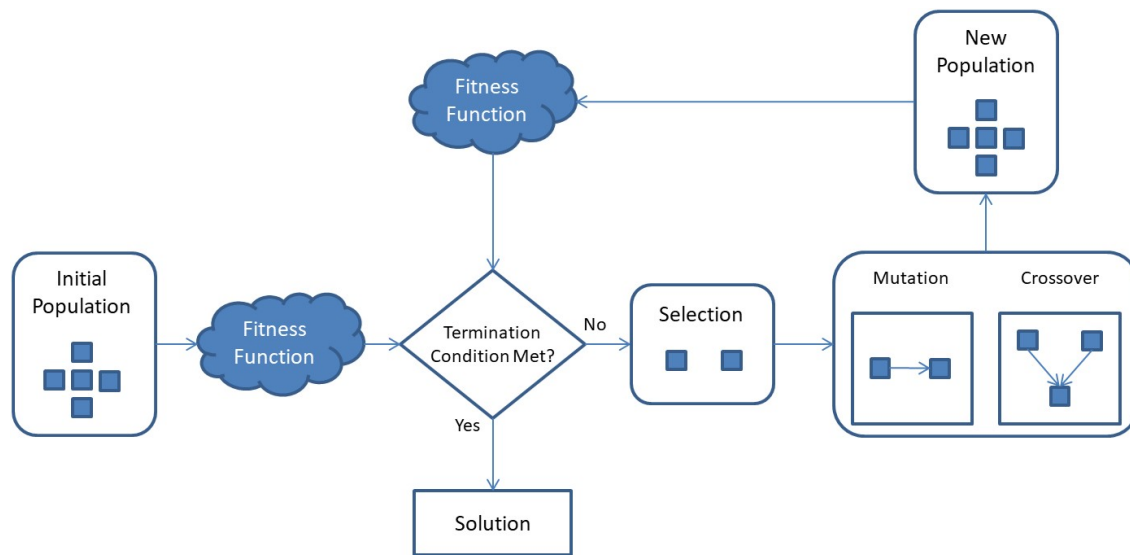 New
Population
Fitness
Function
Initial
Population
Fitness
Function
Termination
Condition Met?
No
Yes
Selection
Mutation
Crossover
Solution